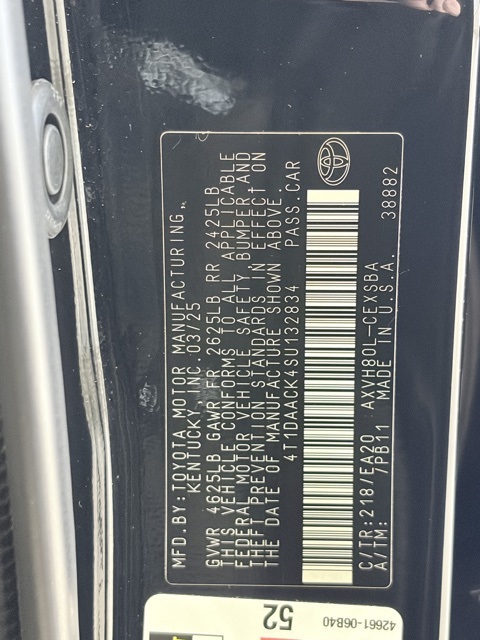 MFD. BY: TOYOTA MOTOR MANUFACTURING,
KENTUCKY, INC. 03/25
GVWR 4625LB GAWR FR 2625LB RR 2425LB
THIS VEHICLE CONFORMS TO ALL APPLICABLE
FEDERAL MOTOR VEHICLE SAFETY, BUMPER, AND
THEFT PREVENTION STANDARDS IN EFFECT ON
THE DATE OF MANUFACTURE SHOWN ABOVE.
4T1DAACK4SU132834 PASS.CAR
C/TR:218/EA20 AXVH80L-CEXSBA
A/TM: /PB11 MADE IN U.S.A. 38882
52
42661-06B40